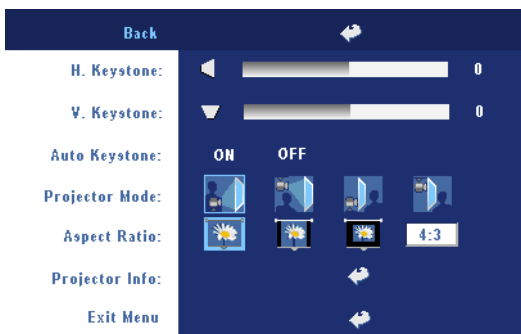 Back
H. Keystone: 0
V. Keystone: 0
Auto Keystone: ON OFF
Projector Mode:
Aspect Ratio: 4:3
Projector Info:
Exit Menu